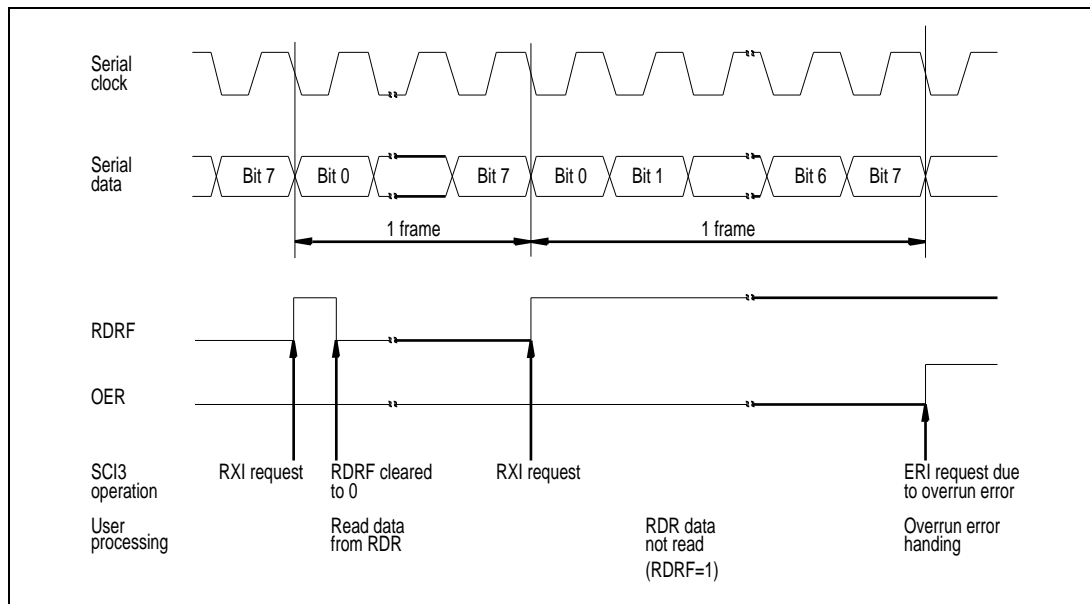 Serial
clock
Serial
data
Bit 7
Bit 0
Bit 7
Bit 0
Bit 1
Bit 6
Bit 7
1 frame
1 frame
RDRF
OER
SCI3
operation
RXI request
RDRF cleared
to 0
RXI request
ERI request due
to overrun error
User
processing
Read data
from RDR
RDR data
not read
(RDRF=1)
Overrun error
handing